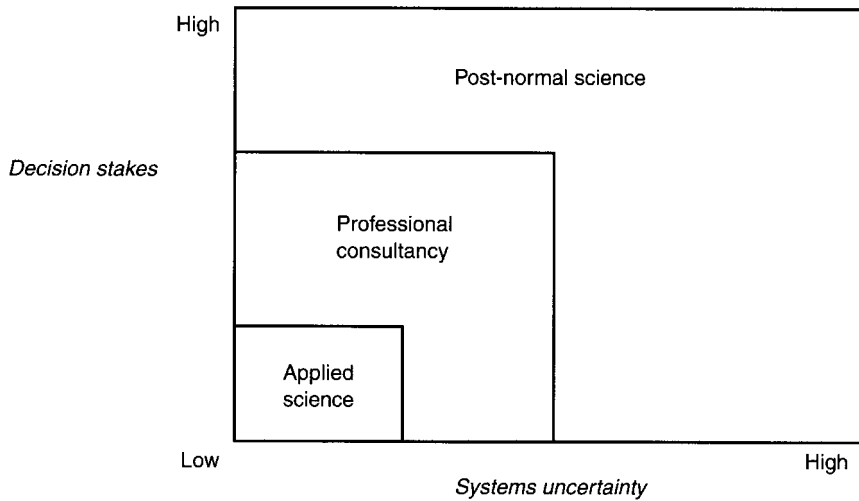 High
Post-normal science
Decision stakes
Professional
consultancy
Applied
science
Low
High
Systems uncertainty